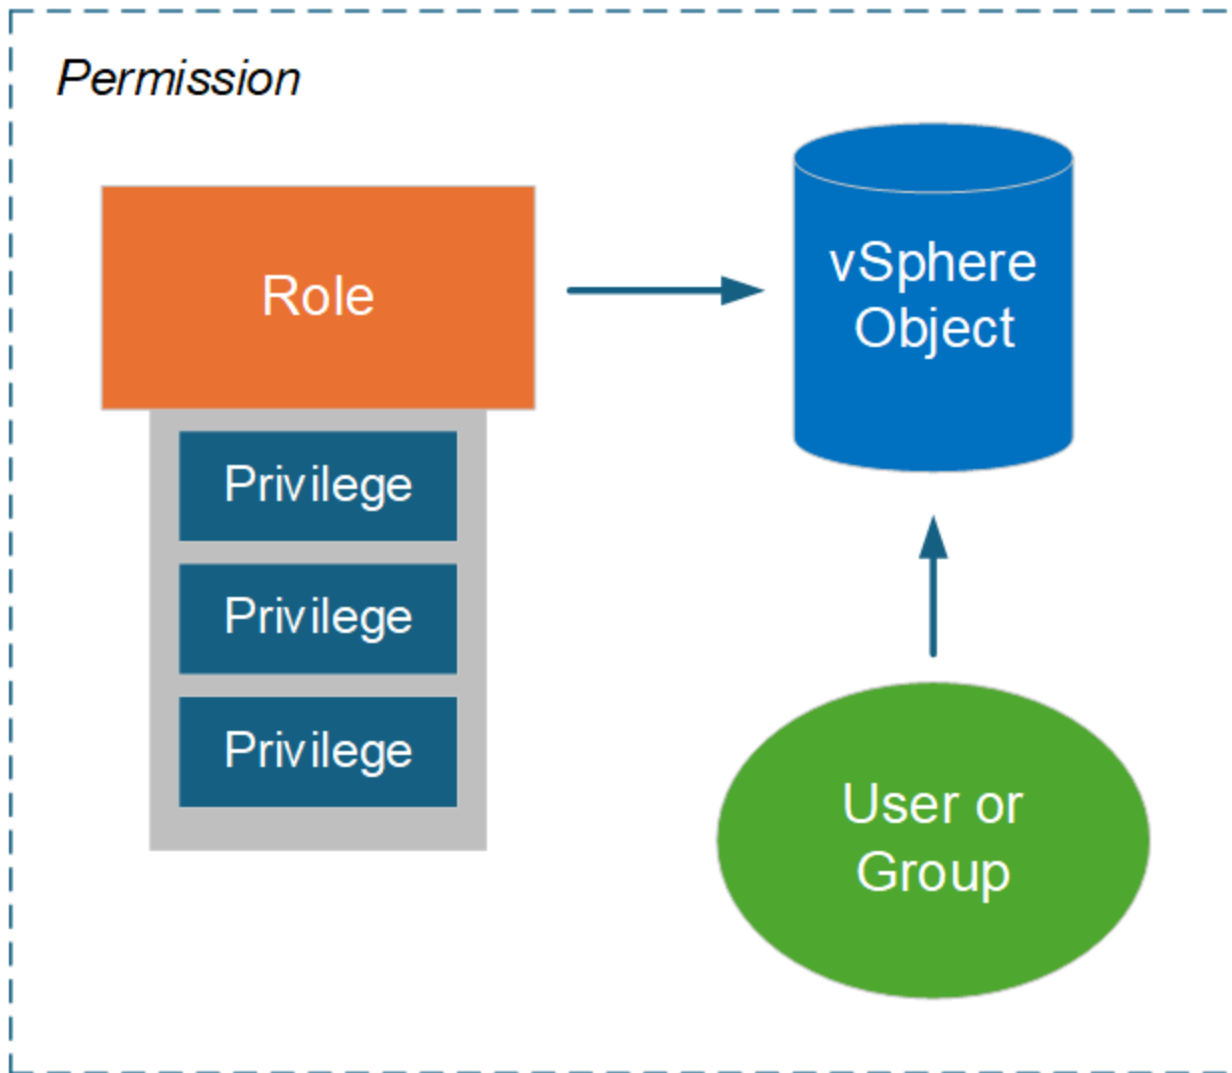 Permission
Role
Privilege
Privilege
Privilege
vSphere
Object
User or
Group